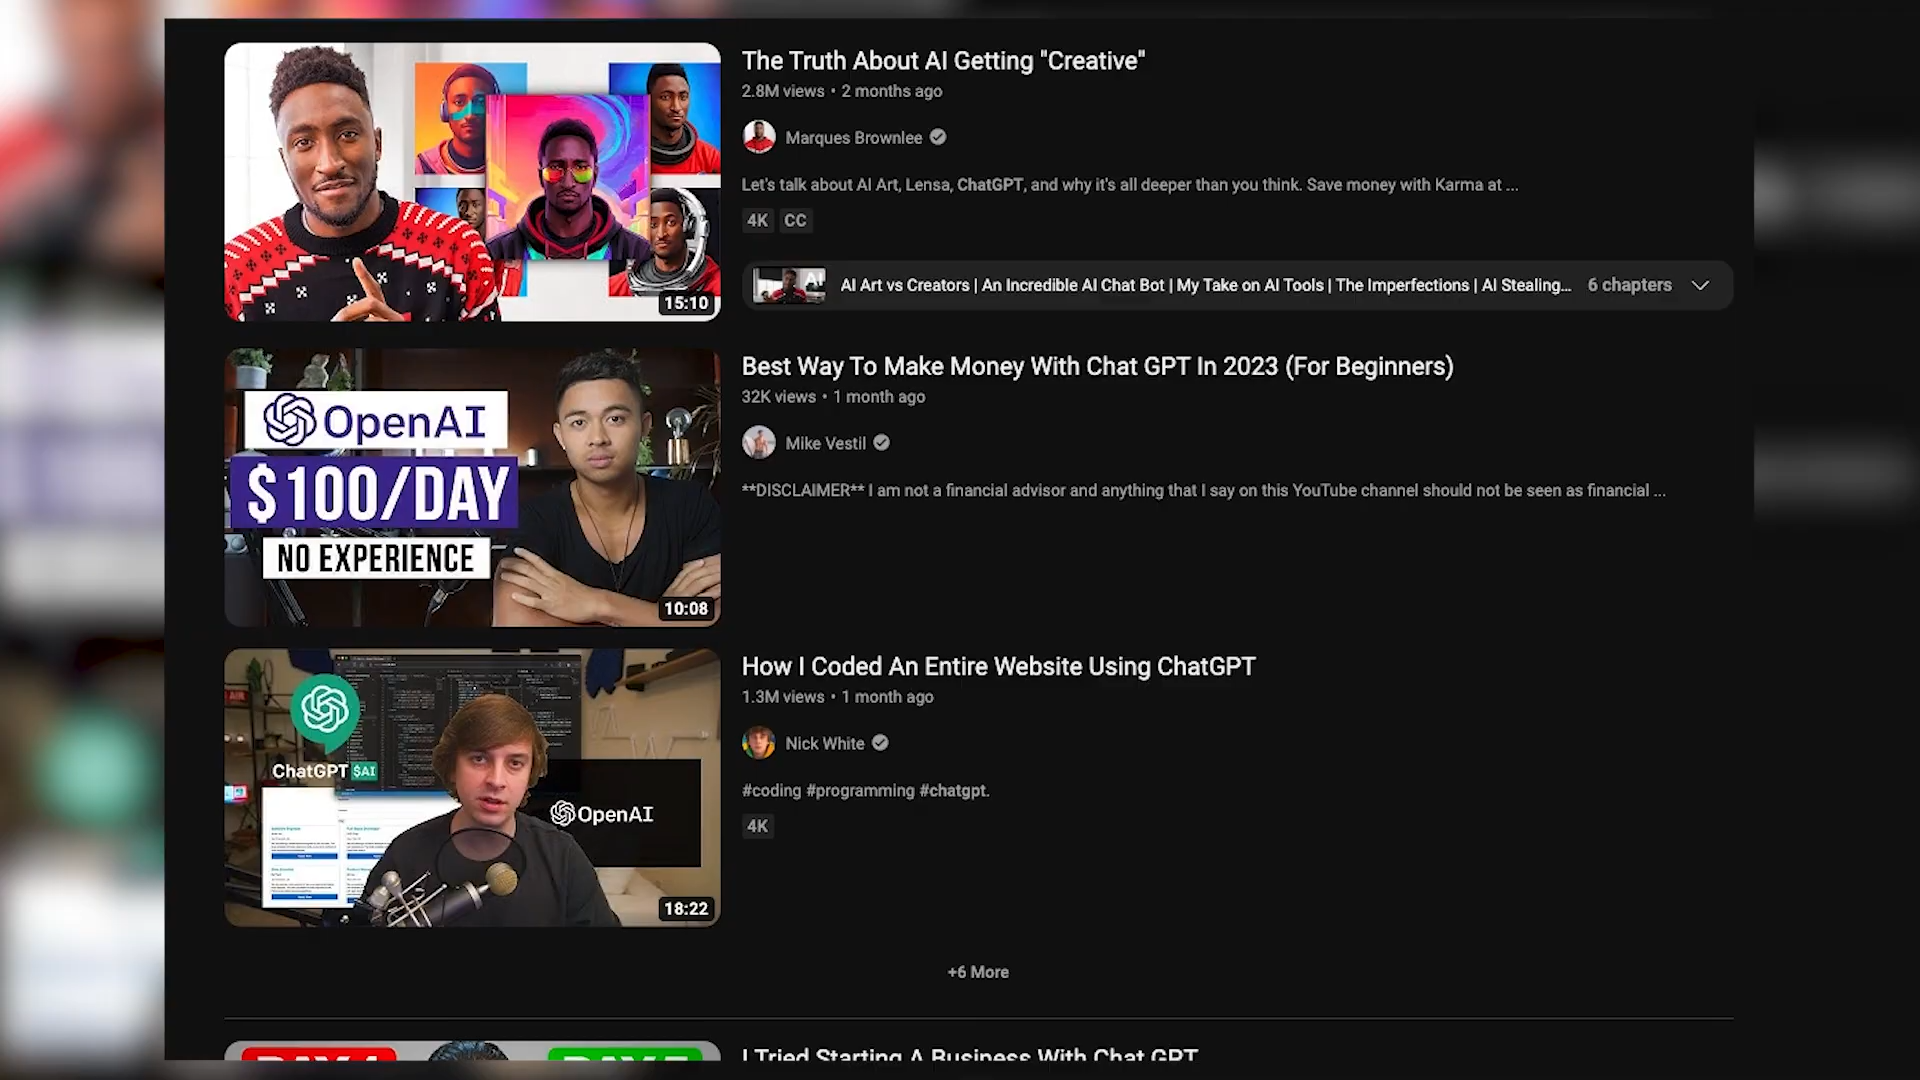 The Truth About AI Getting "Creative"
2.8M views • 2 months ago
Marques Brownlee
Let's talk about AI Art, Lensa, ChatGPT, and why it's all deeper than you think. Save money with Karma at ...
4K CC
15:10
AI Art vs Creators | An Incredible AI Chat Bot | My Take on AI Tools | The Imperfections | AI Stealing... 6 chapters
OpenAI
$100/DAY
NO EXPERIENCE
10:08
Best Way To Make Money With Chat GPT In 2023 (For Beginners)
32K views • 1 month ago
Mike Vestil
**DISCLAIMER** I am not a financial advisor and anything that I say on this YouTube channel should not be seen as financial ...
ChatGPT $AI
OpenAI
18:22
How I Coded An Entire Website Using ChatGPT
1.3M views • 1 month ago
Nick White
#coding #programming #chatgpt.
4K
+6 More
I Tried Starting A Business With Chat GPT